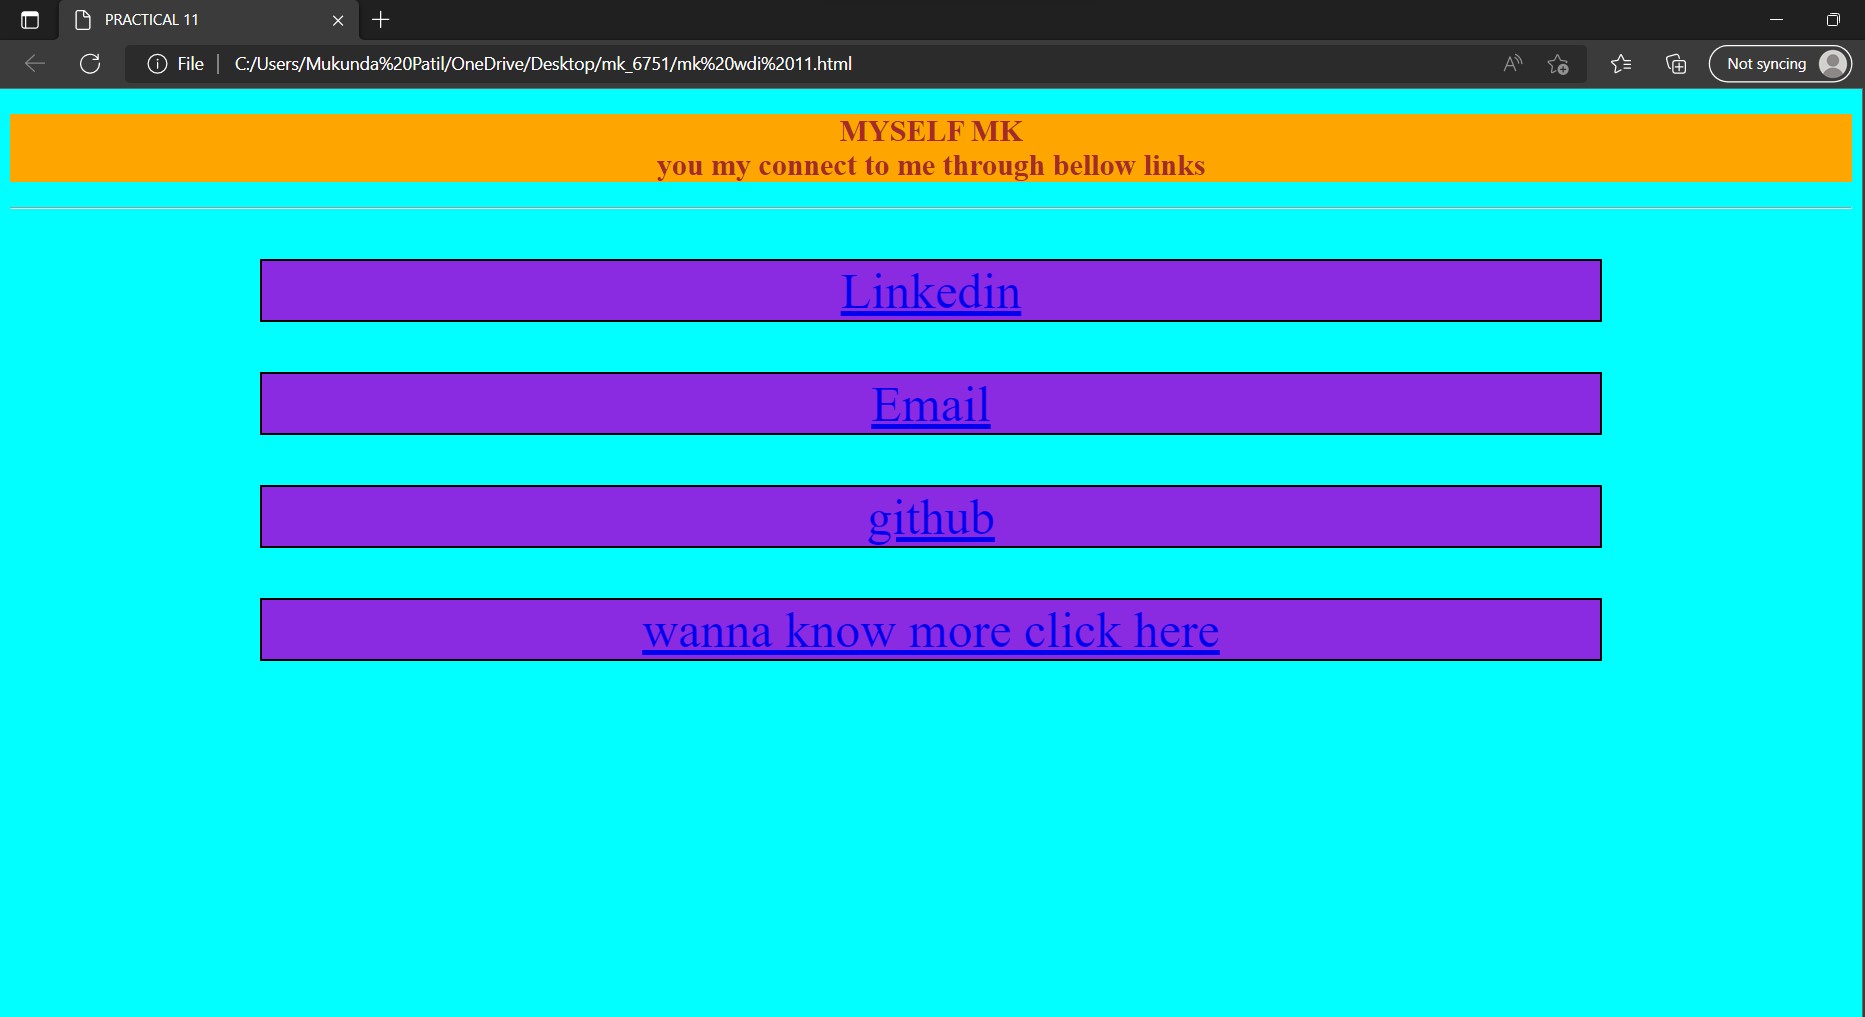 PRACTICAL 11
File C:/Users/Mukunda%20Patil/OneDrive/Desktop/mk_6751/mk%20wdi%2011.html Not syncing
MYSELF MK
you my connect to me through bellow links
Linkedin
Email
github
wanna know more click here